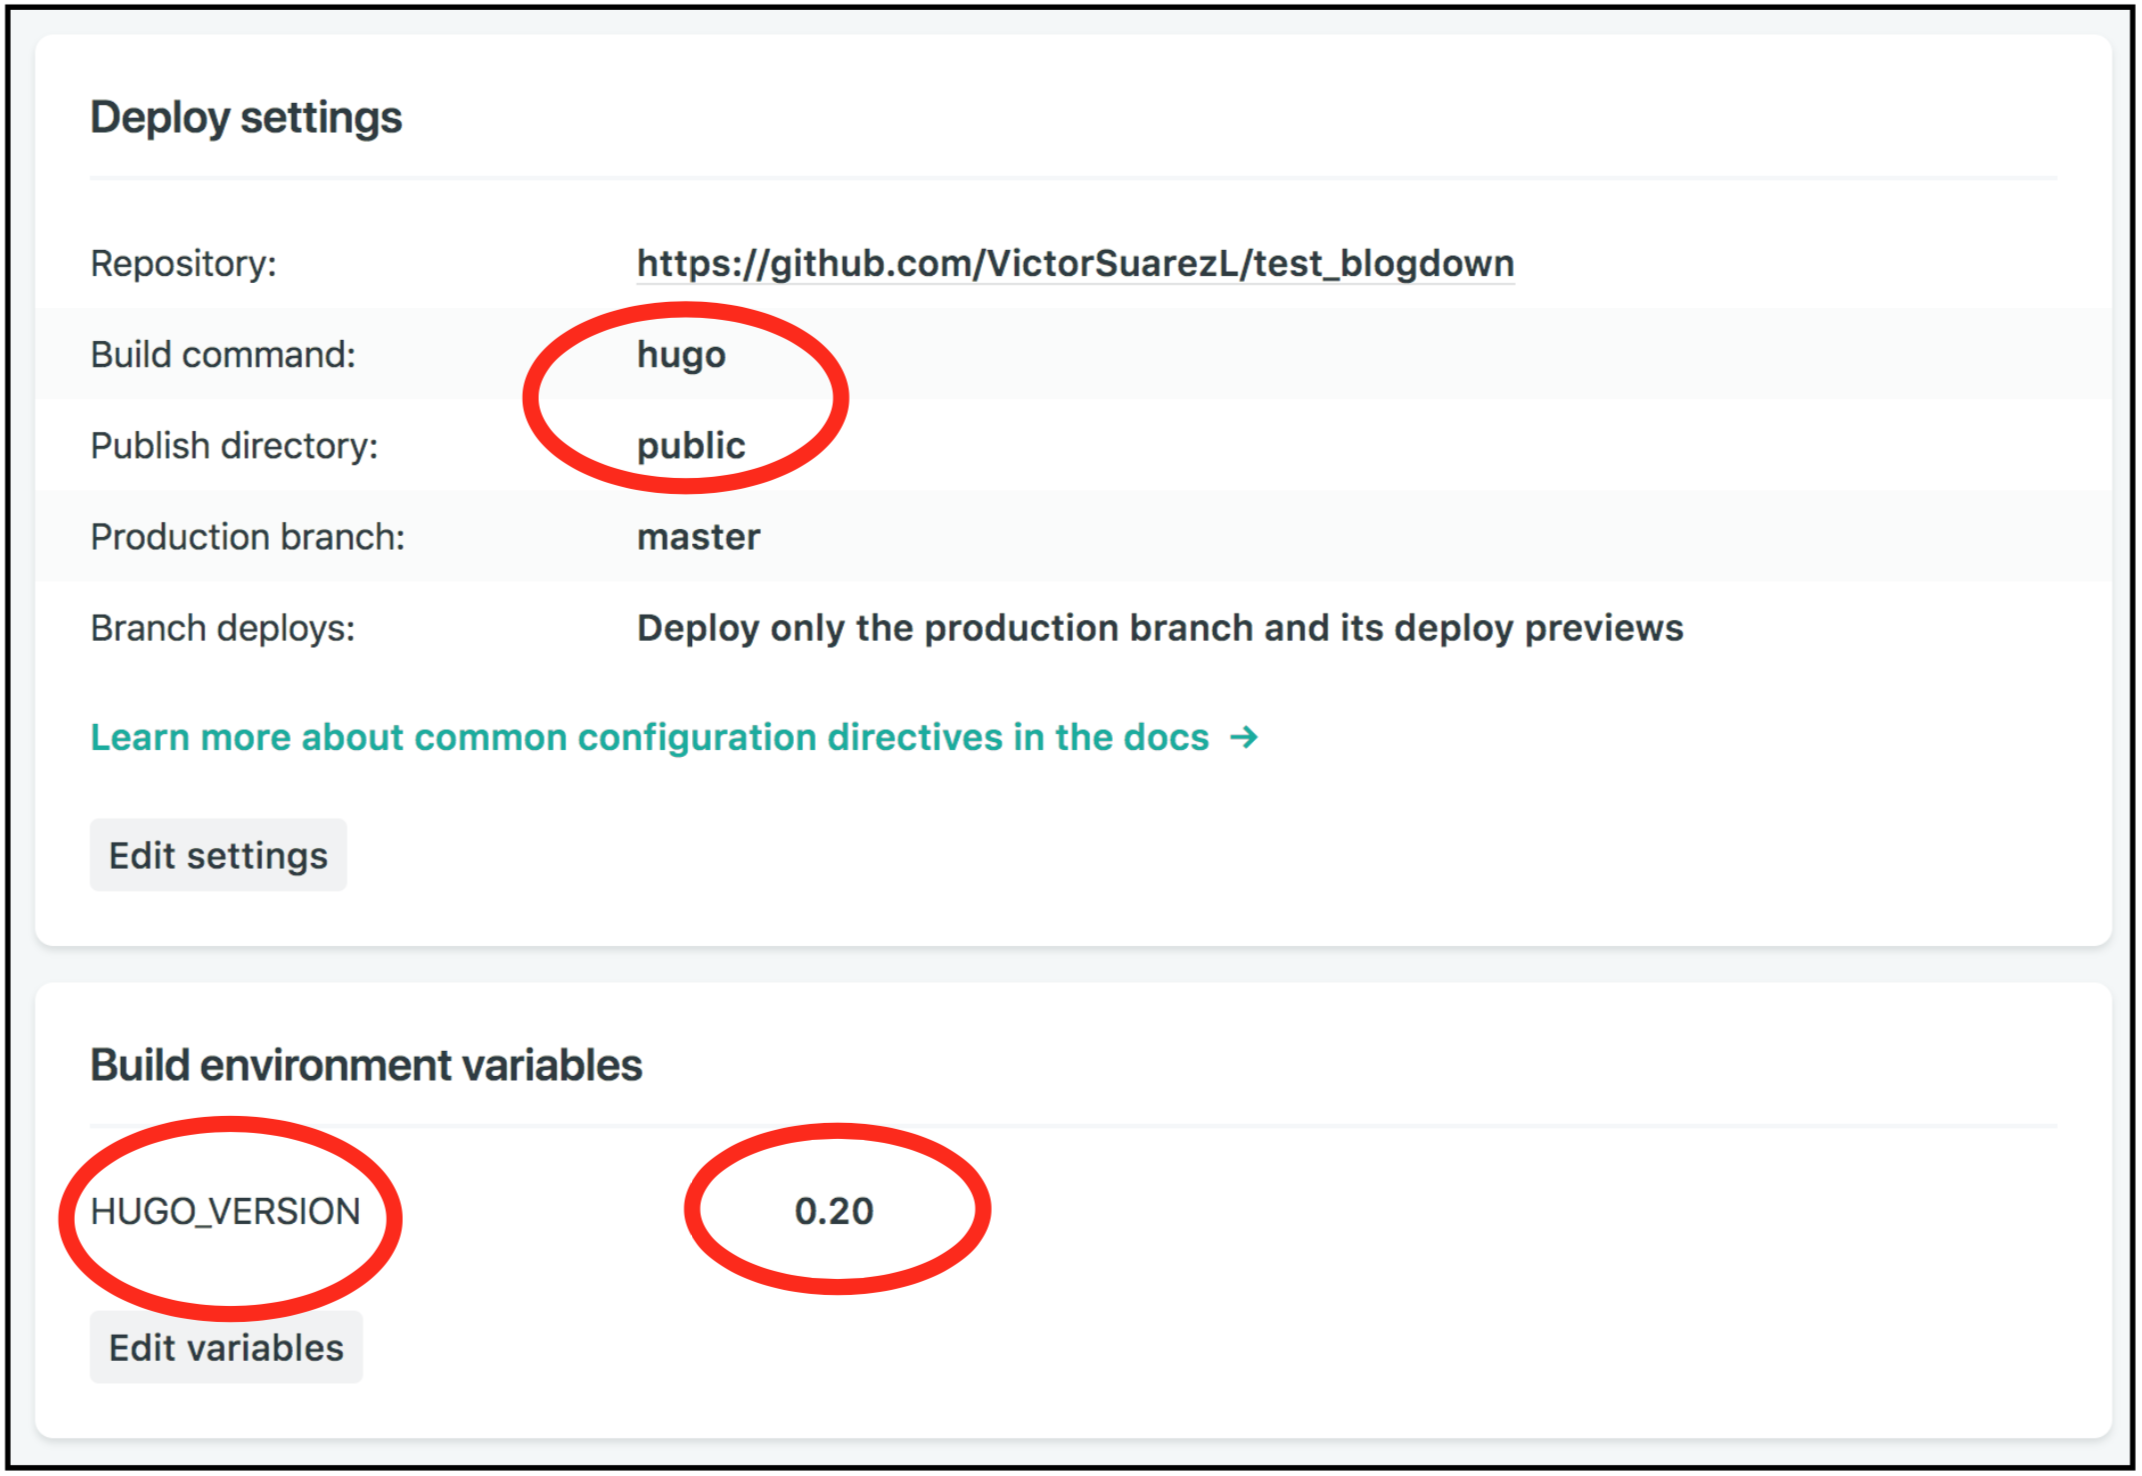 Deploy settings
Repository: https://github.com/VictorSuarezL/test_blogdown
Build command: hugo
Publish directory: public
Production branch: master
Branch deploys: Deploy only the production branch and its deploy previews
Learn more about common configuration directives in the docs →
Edit settings
Build environment variables
HUGO_VERSION 0.20
Edit variables